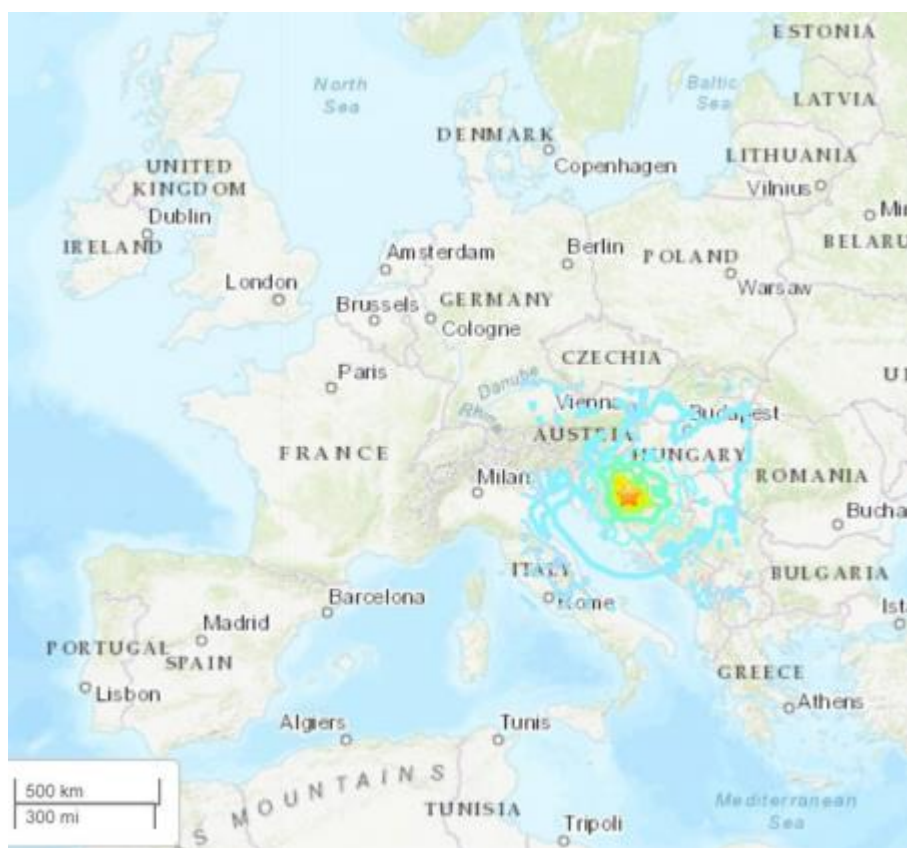 ESTONIA
North
Sea
Baltic
Sea
LATVIA
DENMARK
Copenhagen
LITHUANIA
Vilnius
UNITED
KINGDOM
Dublin
IRELAND
BELARU
Amsterdam
Berlin
POLAND
Warsaw
London
Brussels
GERMANY
Cologne
Paris
CZECHIA
Danube
Rhine
Vienna
Budapest
AUSTRIA
HUNGARY
FRANCE
Milan
ROMANIA
Bucha
ITALY
Rome
BULGARIA
Ista
Barcelona
Madrid
PORTUGAL
SPAIN
Lisbon
GREECE
Athens
Algiers
Tunis
500 km
300 mi
S MOUNTAINS
TUNISIA
Tripoli
Mediterranean
Sea